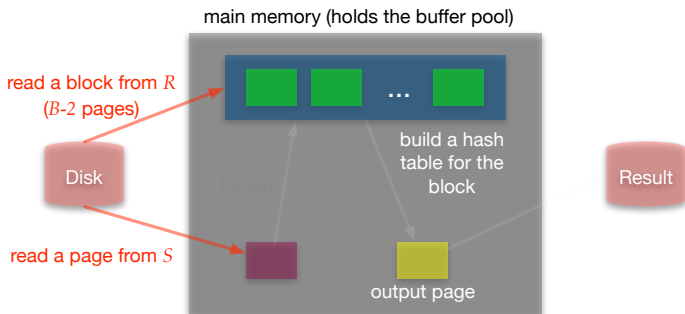 main memory (holds the buffer pool)
read a block from R
(B-2 pages)
...
build a hash
table for the
block
Disk
Result
lookup
read a page from S
output page